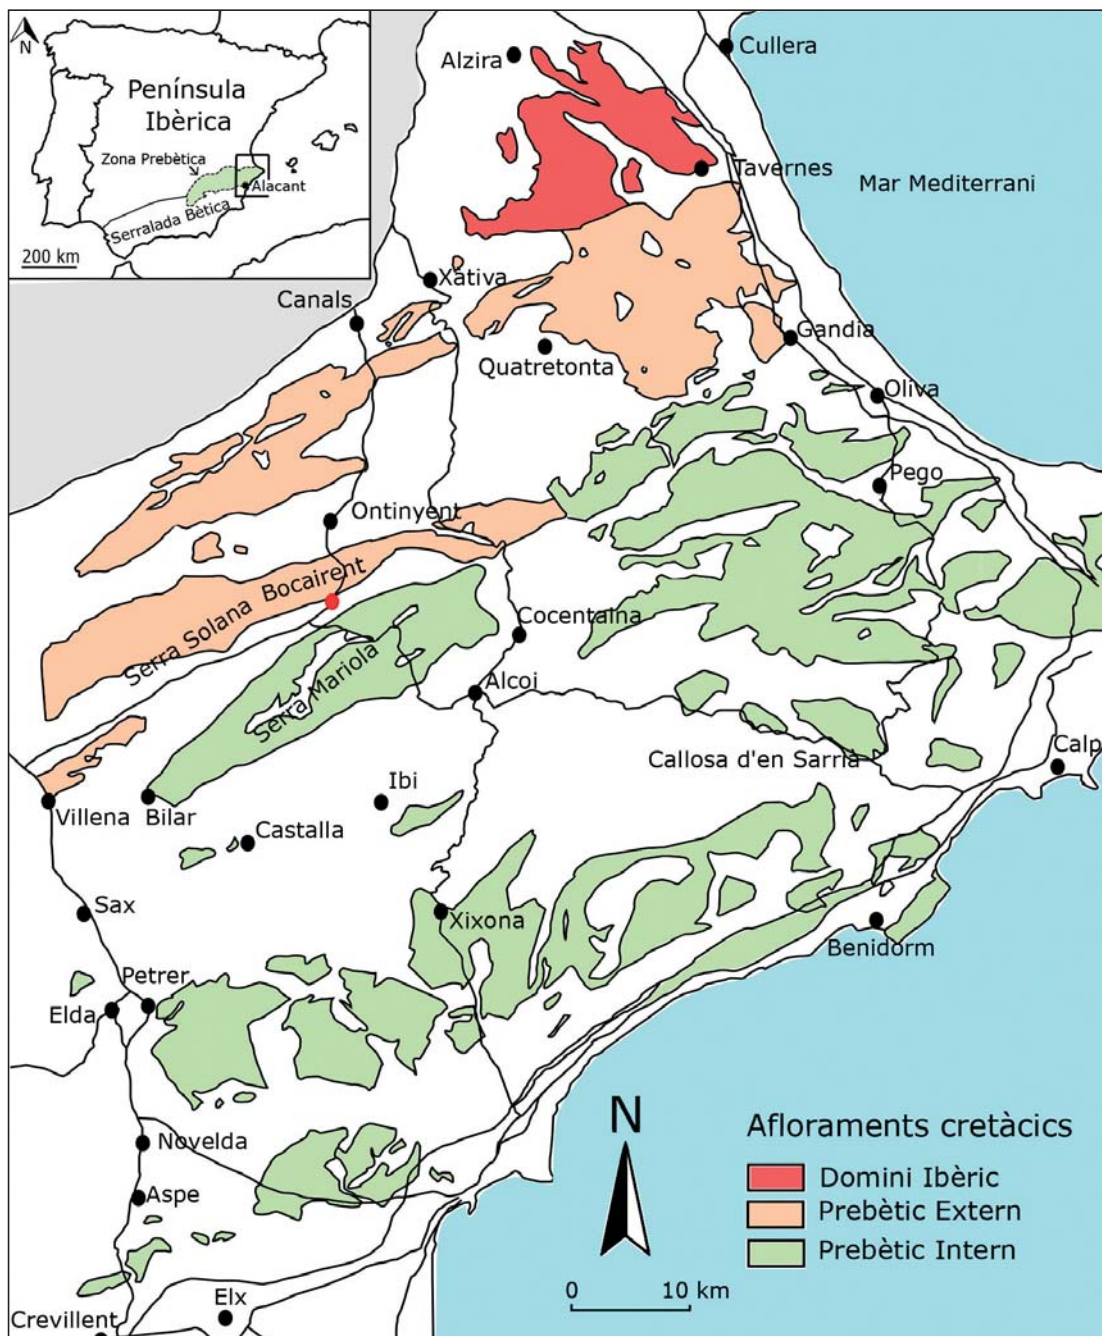 N
Península
Ibèrica
Zona Prebètica
Alacant
Serralada Bètica
200 km
Alzira
Cullera
Tavernes
Mar Mediterrani
Xàtiva
Canals
Gandia
Quatretonta
Oliva
Pego
Ontinyent
Serra Solana Bocairent
Cocentaina
Serra Mariola
Alcoi
Callosa d'en Sarrià
Calp
Ibi
Villena
Bilar
Castalla
Sax
Xixona
Benidorm
Petrer
Elda
N
Afloraments cretàcics
Novelda
Domini Ibèric
Aspe
Prebètic Extern
Prebètic Intern
0 10 km
Elx
Crevillent